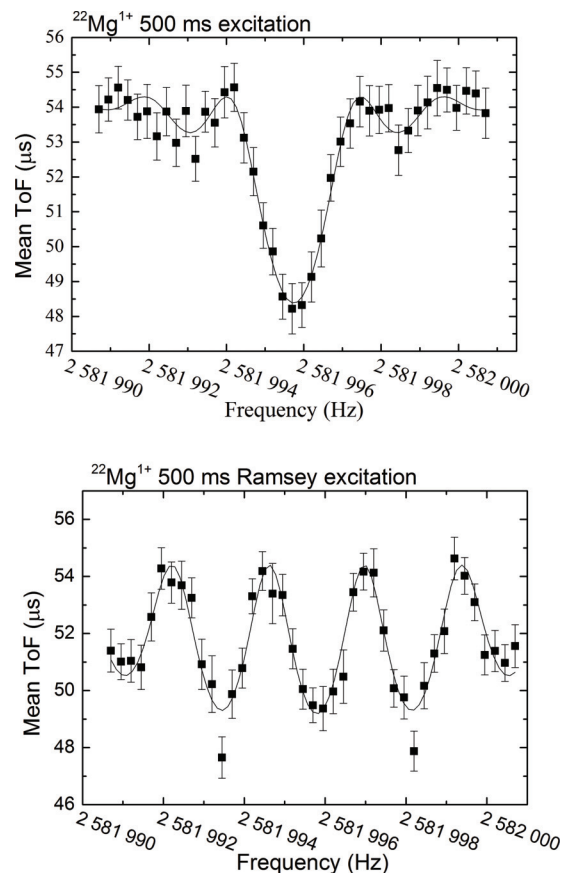 ²²Mg¹⁺ 500 ms excitation
56
55
54
53
52
51
50
49
48
47
Mean ToF (μs)
2 581 990
2 581 992
2 581 994
2 581 996
2 581 998
2 582 000
Frequency (Hz)
²²Mg¹⁺ 500 ms Ramsey excitation
56
54
52
50
48
46
Mean ToF (μs)
2 581 990
2 581 992
2 581 994
2 581 996
2 581 998
2 582 000
Frequency (Hz)